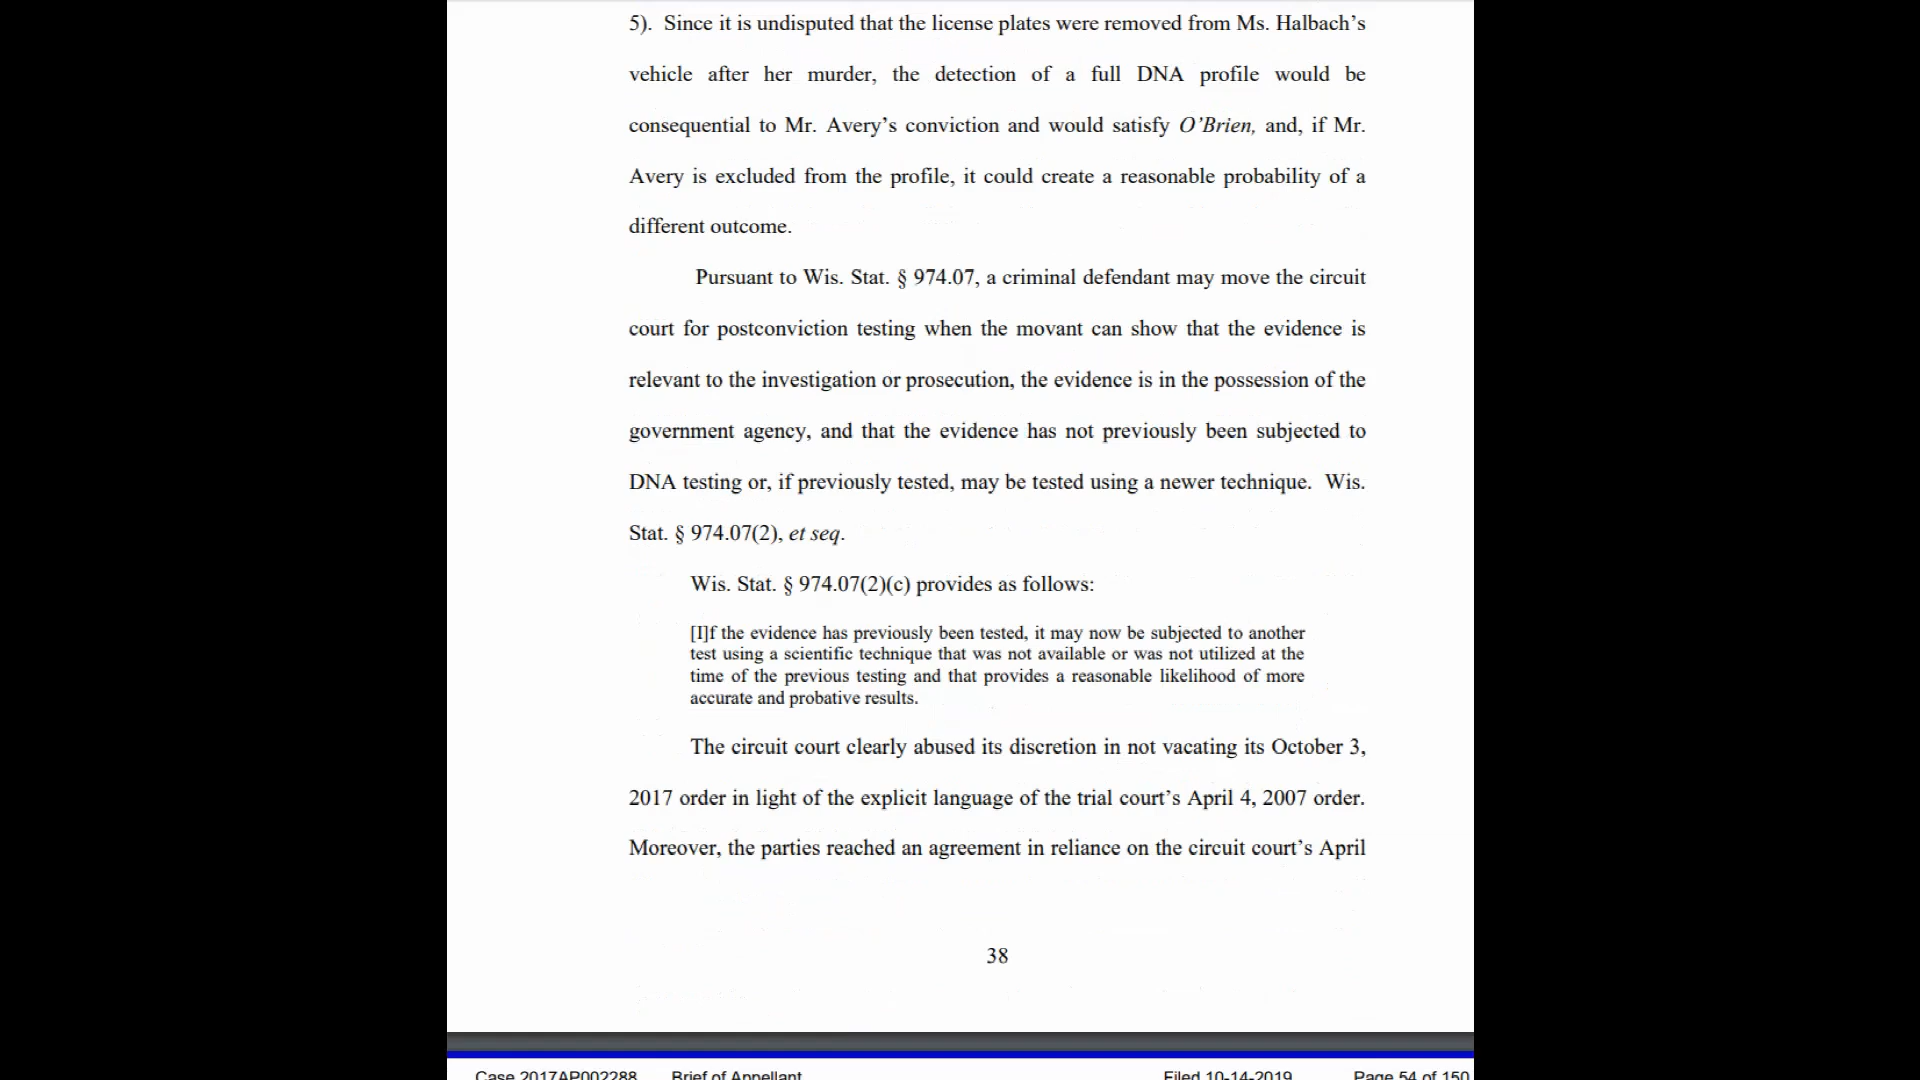 5). Since it is undisputed that the license plates were removed from Ms. Halbach’s
vehicle after her murder, the detection of a full DNA profile would be
consequential to Mr. Avery’s conviction and would satisfy O’Brien, and, if Mr.
Avery is excluded from the profile, it could create a reasonable probability of a
different outcome.
Pursuant to Wis. Stat. § 974.07, a criminal defendant may move the circuit
court for postconviction testing when the movant can show that the evidence is
relevant to the investigation or prosecution, the evidence is in the possession of the
government agency, and that the evidence has not previously been subjected to
DNA testing or, if previously tested, may be tested using a newer technique. Wis.
Stat. § 974.07(2), et seq.
Wis. Stat. § 974.07(2)(c) provides as follows:
[I]f the evidence has previously been tested, it may now be subjected to another
test using a scientific technique that was not available or was not utilized at the
time of the previous testing and that provides a reasonable likelihood of more
accurate and probative results.
The circuit court clearly abused its discretion in not vacating its October 3,
2017 order in light of the explicit language of the trial court’s April 4, 2007 order.
Moreover, the parties reached an agreement in reliance on the circuit court’s April
38
Case 2017AP002288 Brief of Appellant Filed 10-14-2019 Page 54 of 150